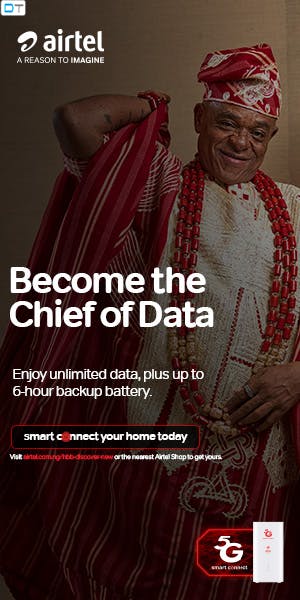 DT
airtel
A REASON TO IMAGINE
Become the
Chief of Data
Enjoy unlimited data, plus up to
6-hour backup battery.
smart connect your home today
Visit airtel.com.ng/hbb-discover-new or the nearest Airtel Shop to get yours.
5G
smart connect